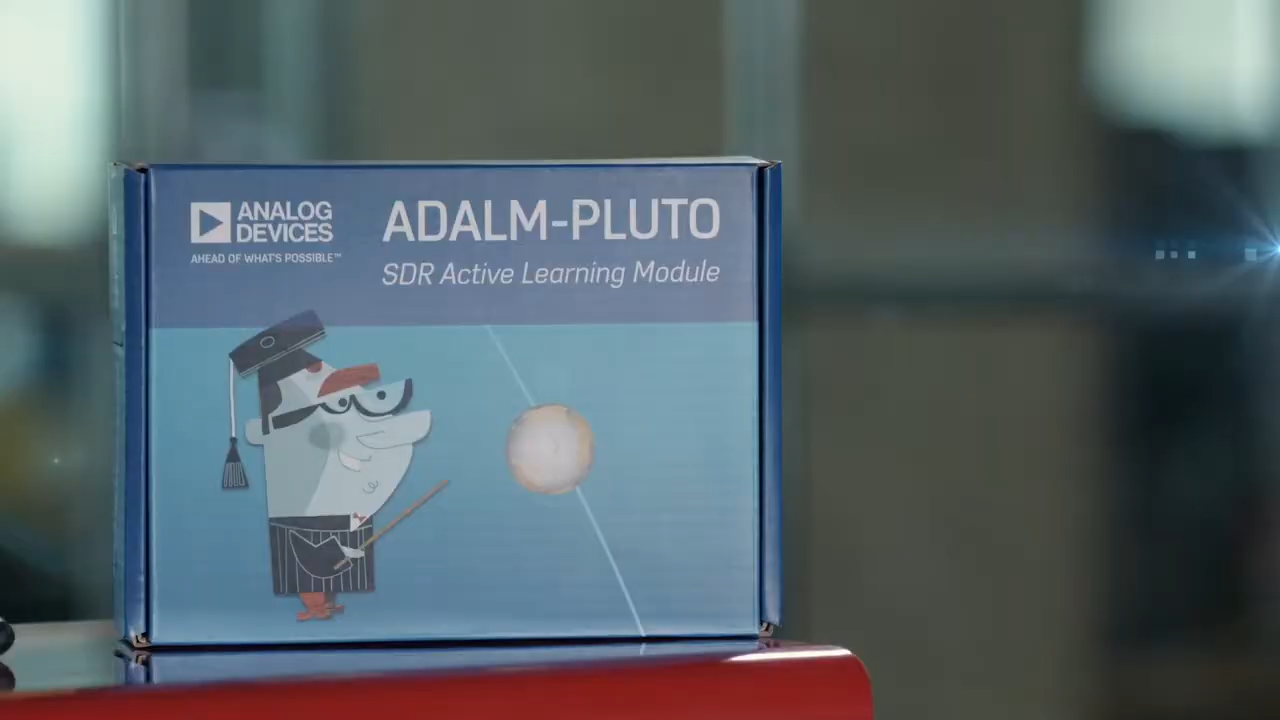 ANALOG
DEVICES
AHEAD OF WHAT'S POSSIBLE™
ADALM-PLUTO
SDR Active Learning Module